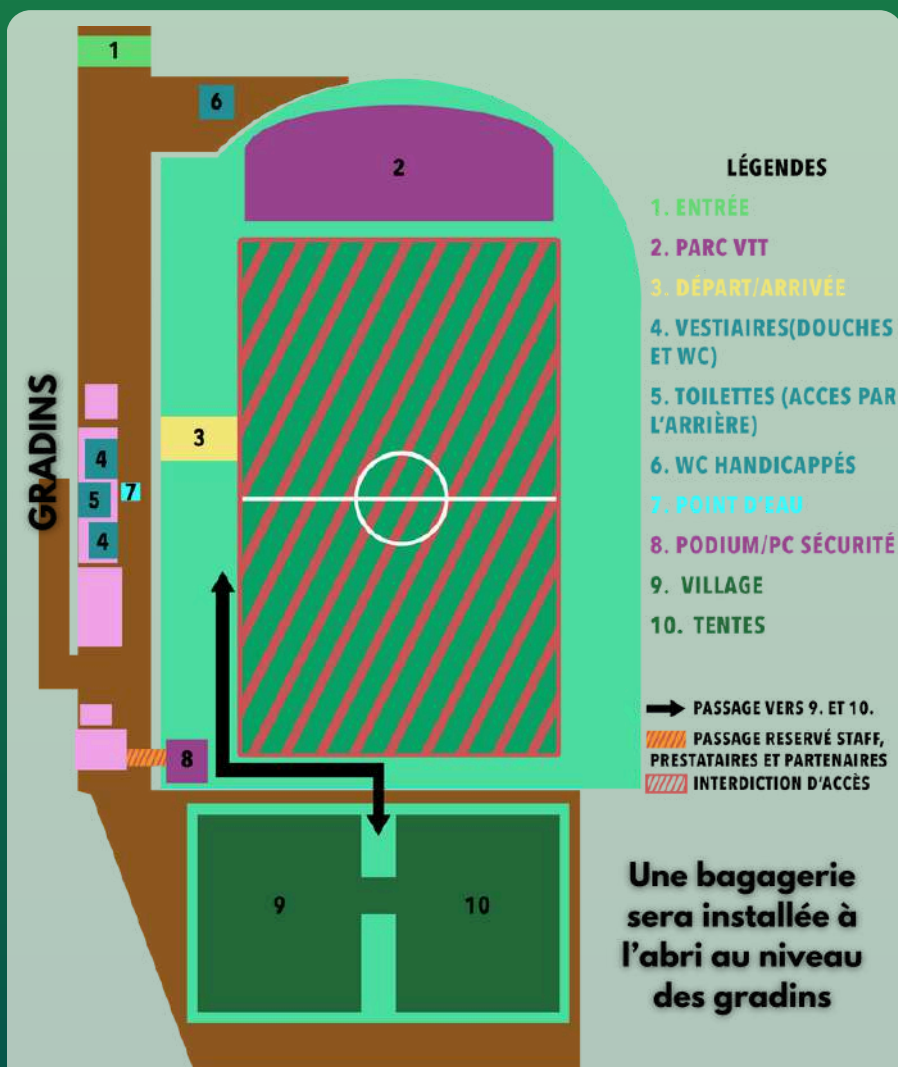 1
6
2
LÉGENDES
1. ENTRÉE
2. PARC VTT
3. DÉPART/ARRIVÉE
4. VESTIAIRES(DOUCHES
ET WC)
5. TOILETTES (ACCES PAR
L'ARRIÈRE)
6. WC HANDICAPPÉS
7. POINT D'EAU
8. PODIUM/PC SÉCURITÉ
9. VILLAGE
10. TENTES
GRADINS
3
4
5
7
4
PASSAGE VERS 9. ET 10.
PASSAGE RESERVÉ STAFF,
PRESTATAIRES ET PARTENAIRES
INTERDICTION D'ACCÈS
8
9
10
Une bagagerie
sera installée à
l'abri au niveau
des gradins